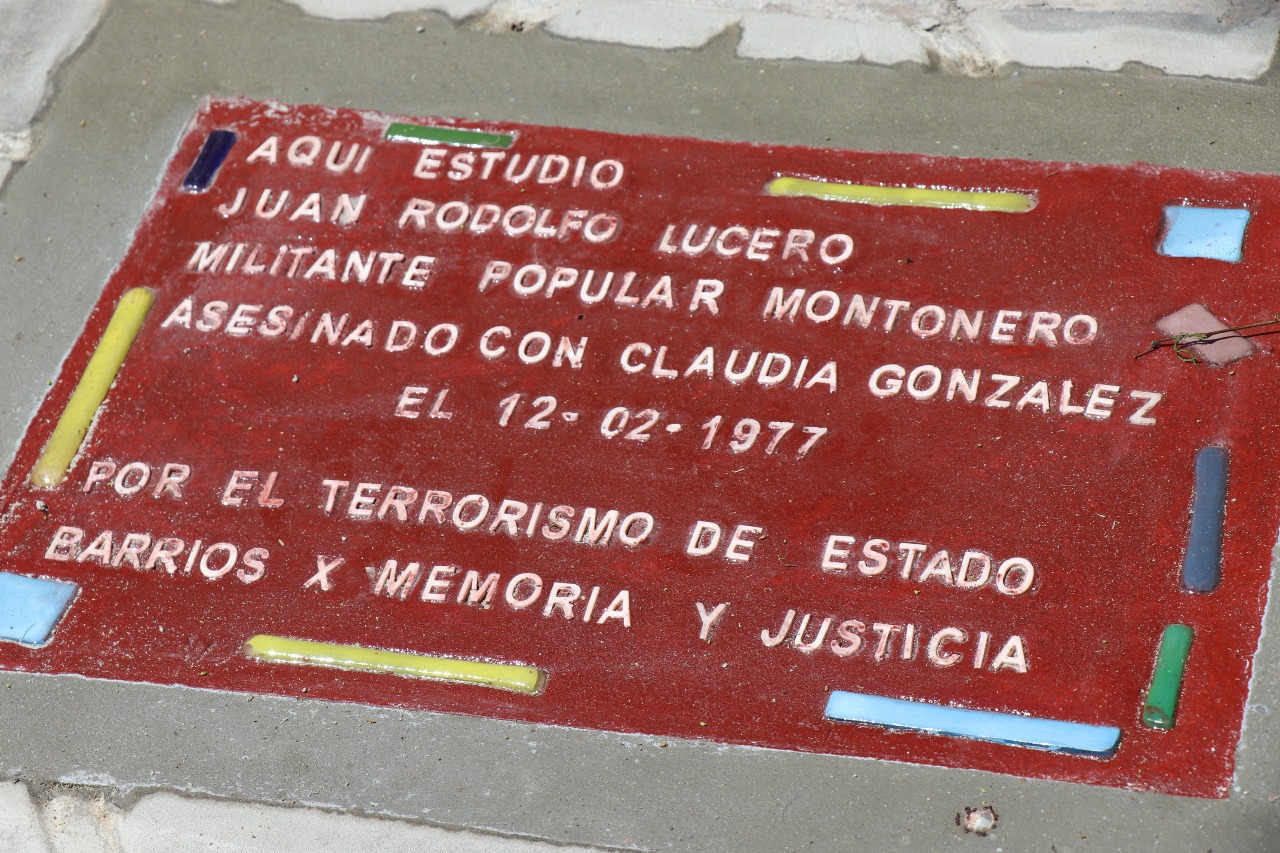 AQUI ESTUDIO
JUAN RODOLFO LUCERO
MILITANTE POPULAR MONTONERO
ASESINADO CON CLAUDIA GONZALEZ
EL 12-02-1977
POR EL TERRORISMO DE ESTADO
BARRIOS X MEMORIA Y JUSTICIA